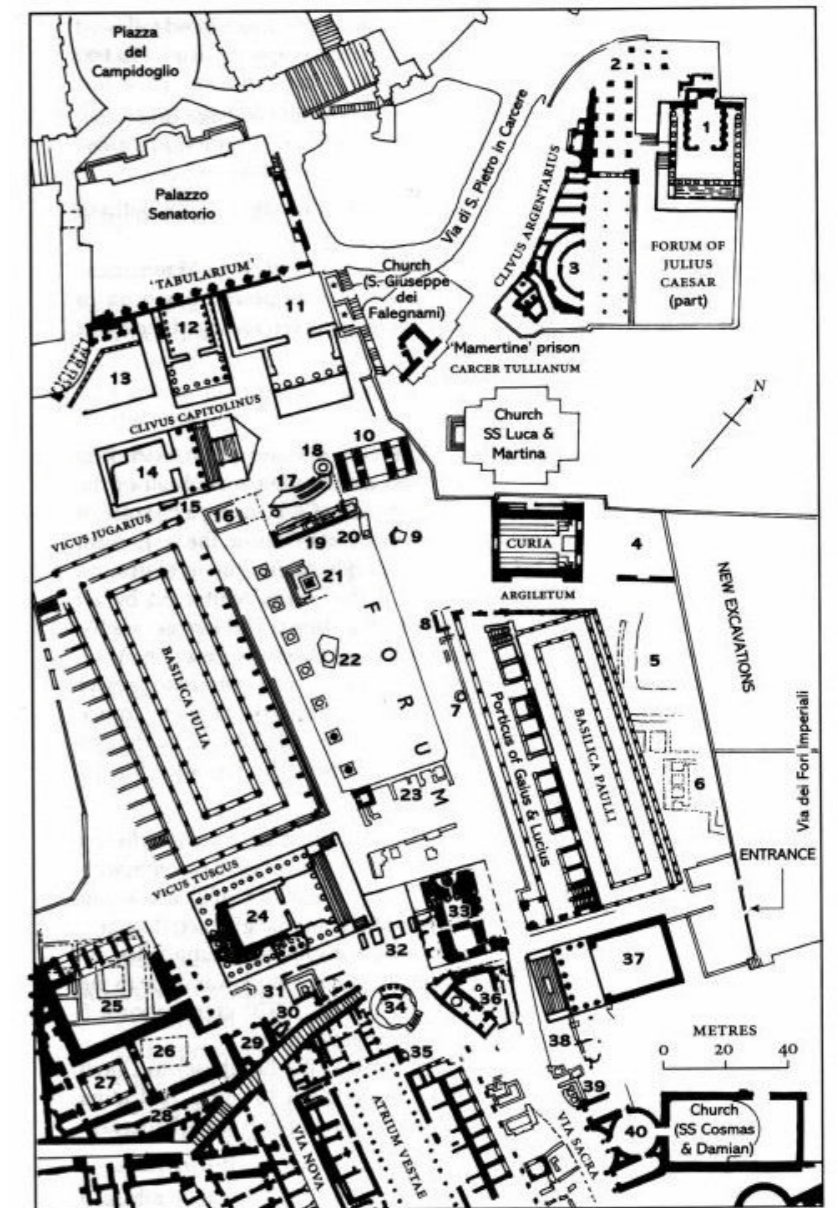 Piazza
del
Campidoglio
2
1
Palazzo
Senatorio
Via di S. Pietro in Carcere
CLIVUS ARGENTARIUS
3
FORUM OF
JULIUS
CAESAR
(part)
'TABULARIUM'
Church
(S. Giuseppe
dei
Falegnami)
11
12
13
'Mamertine' prison
CARCER TULLIANUM
N
CLIVUS CAPITOLINUS
Church
SS Luca &
Martina
10
18
14
17
15
16
VICUS JUGARIUS
19
20
9
CURIA
4
ARGILETUM
NEW EXCAVATIONS
21
8
FORUM
22
5
7
BASILICA JULIA
Porticus of Gaius & Lucius
BASILICA PAULLI
6
Via dei Fori Imperiali
23
ENTRANCE
VICUS TUSCUS
24
33
32
37
25
31
30
34
36
METRES
0 20 40
26
29
35
38
27
39
28
VIA NOVA
ATRIUM VESTAE
VIA SACRA
40
Church
(SS Cosmas
& Damian)